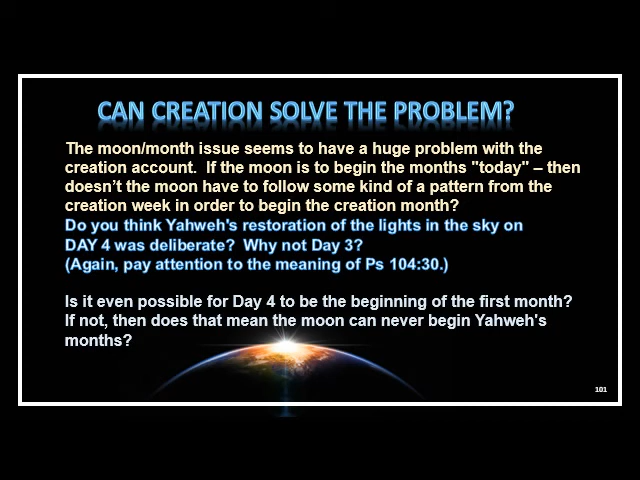 CAN CREATION SOLVE THE PROBLEM?
The moon/month issue seems to have a huge problem with the
creation account. If the moon is to begin the months "today" – then
doesn't the moon have to follow some kind of a pattern from the
creation week in order to begin the creation month?
Do you think Yahweh's restoration of the lights in the sky on
DAY 4 was deliberate? Why not Day 3?
(Again, pay attention to the meaning of Ps 104:30.)
Is it even possible for Day 4 to be the beginning of the first month?
If not, then does that mean the moon can never begin Yahweh's
months?
101